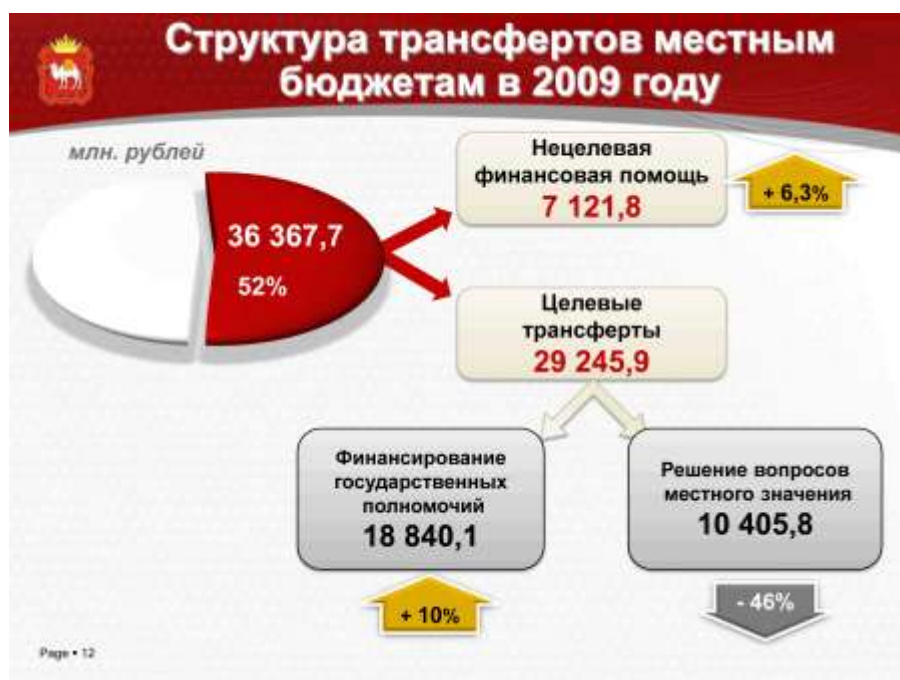 Структура трансфертов местным
бюджетам в 2009 году
млн. рублей
36 367,7
52%
Нецелевая
финансовая помощь
7 121,8
+ 6,3%
Целевые
трансферты
29 245,9
Финансирование
государственных
полномочий
18 840,1
+ 10%
Решение вопросов
местного значения
10 405,8
- 46%
Page ▪ 12